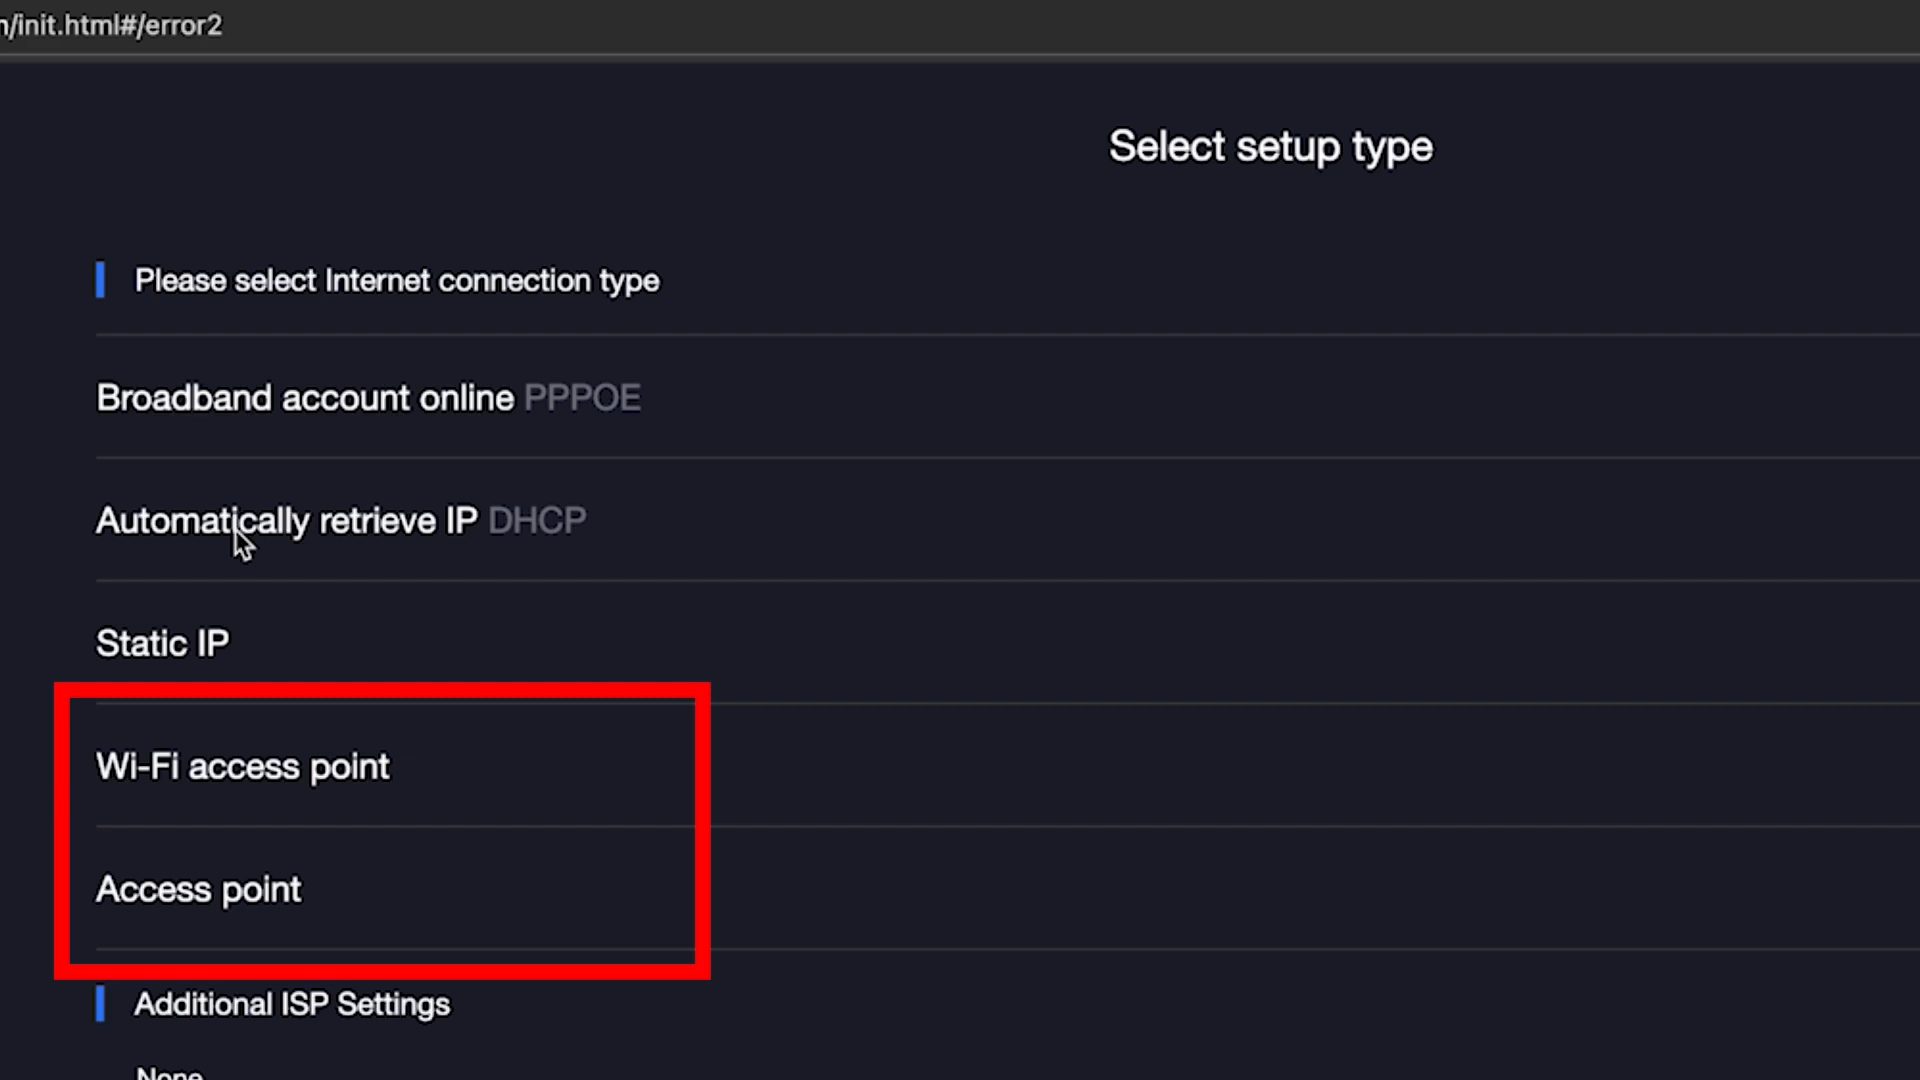 /init.html#/error2
Select setup type
Please select Internet connection type
Broadband account online PPPOE
Automatically retrieve IP DHCP
Static IP
Wi-Fi access point
Access point
Additional ISP Settings
None